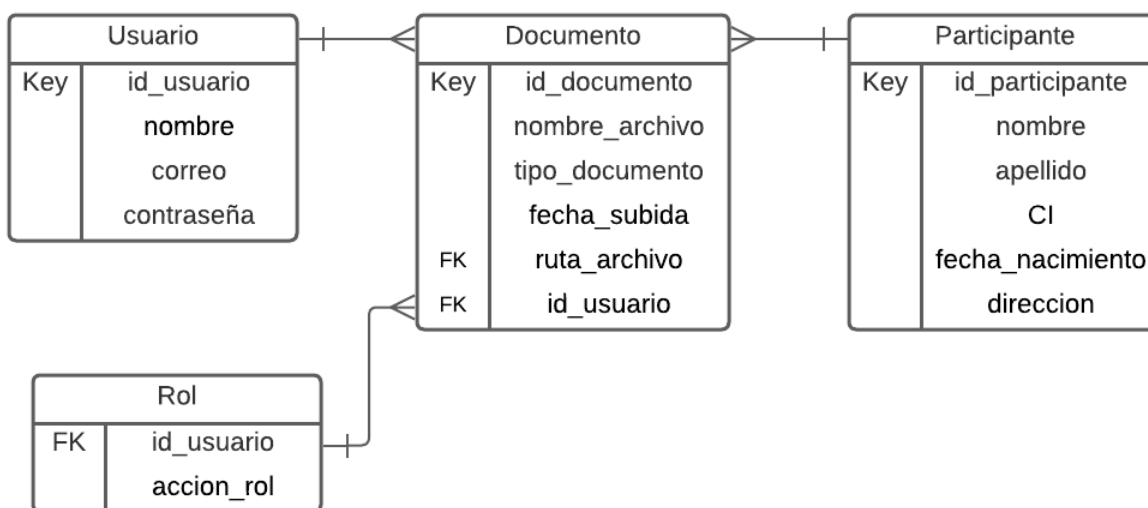 Usuario
Key id_usuario
nombre
correo
contraseña
Documento
Key id_documento
nombre_archivo
tipo_documento
fecha_subida
FK ruta_archivo
FK id_usuario
Participante
Key id_participante
nombre
apellido
CI
fecha_nacimiento
direccion
Rol
FK id_usuario
accion_rol